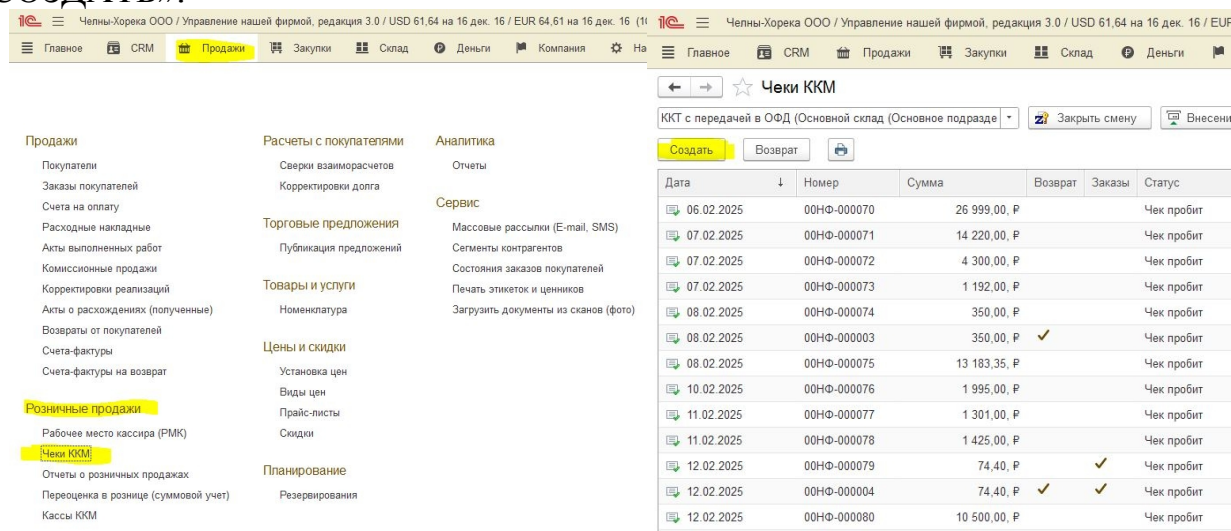 СОЗДАТЬ».
1С Челны-Хорека ООО / Управление нашей фирмой, редакция 3.0 / USD 61,64 на 16 дек. 16 / EUR 64,61 на 16 дек. 16
Главное CRM Продажи Закупки Склад Деньги Компания На
Продажи
Покупатели
Заказы покупателей
Счета на оплату
Расходные накладные
Акты выполненных работ
Комиссионные продажи
Корректировки реализаций
Акты о расхождениях (полученные)
Возвраты от покупателей
Счета-фактуры
Счета-фактуры на возврат
Розничные продажи
Рабочее место кассира (РМК)
Чеки ККМ
Отчеты о розничных продажах
Переоценка в рознице (суммовой учет)
Кассы ККМ
Расчеты с покупателями
Сверки взаиморасчетов
Корректировки долга
Торговые предложения
Публикация предложений
Товары и услуги
Номенклатура
Цены и скидки
Установка цен
Виды цен
Прайс-листы
Скидки
Планирование
Резервирования
Аналитика
Отчеты
Сервис
Массовые рассылки (E-mail, SMS)
Сегменты контрагентов
Состояния заказов покупателей
Печать этикеток и ценников
Загрузить документы из сканов (фото)
1С Челны-Хорека ООО / Управление нашей фирмой, редакция 3.0 / USD 61,64 на 16 дек. 16 / EUR
Главное CRM Продажи Закупки Склад Деньги
Чеки ККМ
ККТ с передачей в ОФД (Основной склад (Основное подразде Закрыть смену Внесени
Создать Возврат
Дата Номер Сумма Возврат Заказы Статус
06.02.2025 00НФ-000070 26 999,00, ₽ Чек пробит
07.02.2025 00НФ-000071 14 220,00, ₽ Чек пробит
07.02.2025 00НФ-000072 4 300,00, ₽ Чек пробит
07.02.2025 00НФ-000073 1 192,00, ₽ Чек пробит
08.02.2025 00НФ-000074 350,00, ₽ Чек пробит
08.02.2025 00НФ-000003 350,00, ₽ ✓ Чек пробит
08.02.2025 00НФ-000075 13 183,35, ₽ Чек пробит
10.02.2025 00НФ-000076 1 995,00, ₽ Чек пробит
11.02.2025 00НФ-000077 1 301,00, ₽ Чек пробит
11.02.2025 00НФ-000078 1 425,00, ₽ Чек пробит
12.02.2025 00НФ-000079 74,40, ₽ ✓ Чек пробит
12.02.2025 00НФ-000004 74,40, ₽ ✓ ✓ Чек пробит
12.02.2025 00НФ-000080 10 500,00, ₽ Чек пробит